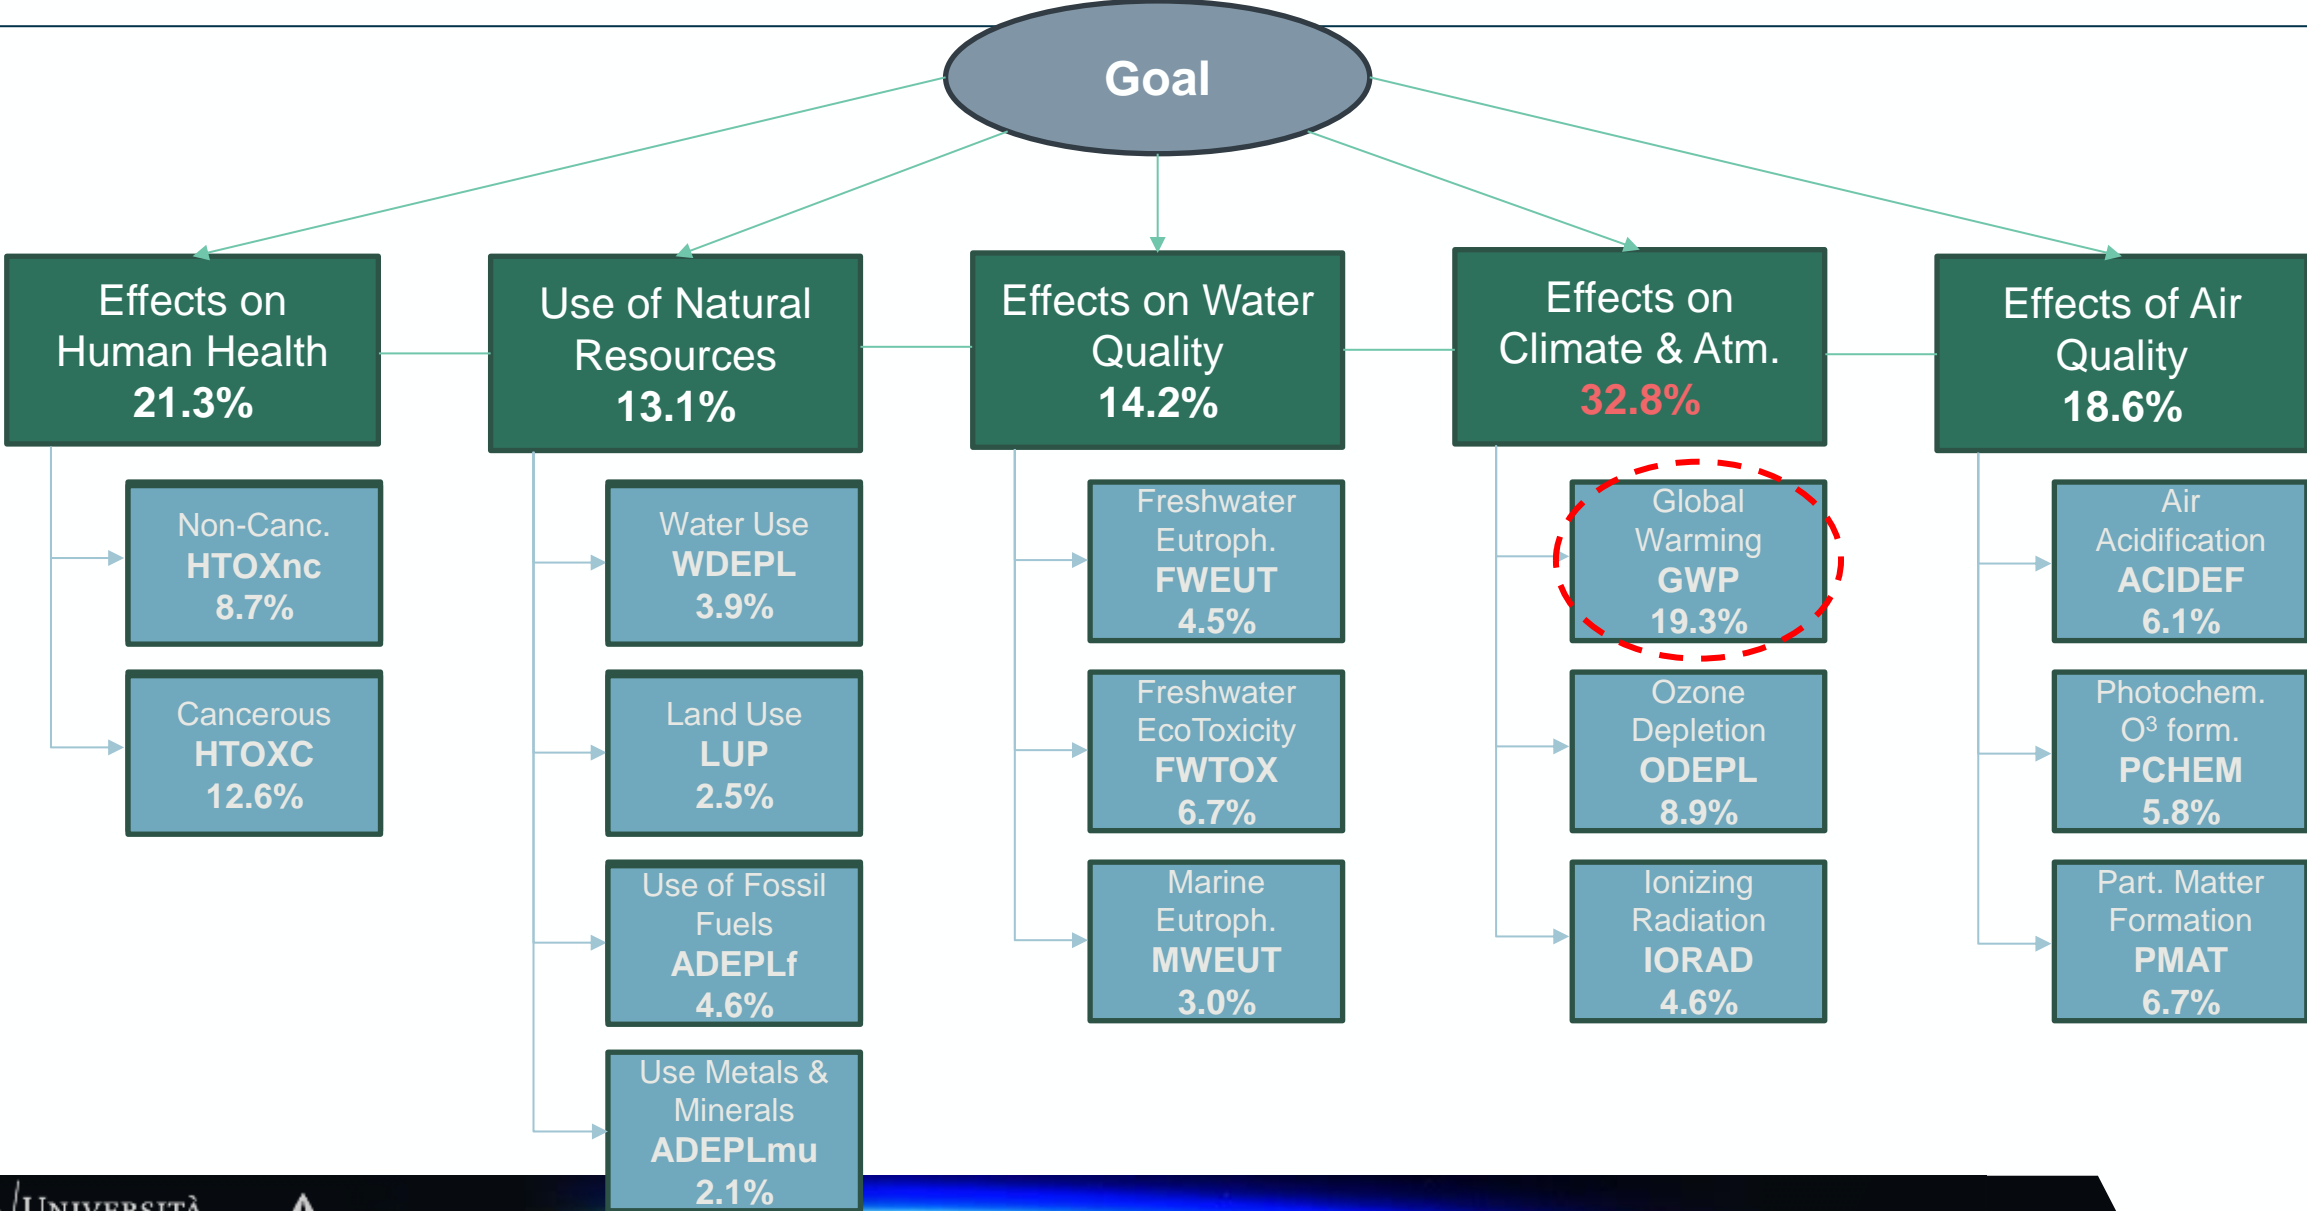 Goal
Effects on
Human Health
21.3%
Use of Natural
Resources
13.1%
Effects on Water
Quality
14.2%
Effects on
Climate & Atm.
32.8%
Effects of Air
Quality
18.6%
Non-Canc.
HTOXnc
8.7%
Cancerous
HTOXC
12.6%
Water Use
WDEPL
3.9%
Land Use
LUP
2.5%
Use of Fossil
Fuels
ADEPLf
4.6%
Use Metals &
Minerals
ADEPLmu
2.1%
Freshwater
Eutroph.
FWEUT
4.5%
Freshwater
EcoToxicity
FWTOX
6.7%
Marine
Eutroph.
MWEUT
3.0%
Global
Warming
GWP
19.3%
Ozone
Depletion
ODEPL
8.9%
Ionizing
Radiation
IORAD
4.6%
Air
Acidification
ACIDEF
6.1%
Photochem.
O³ form.
PCHEM
5.8%
Part. Matter
Formation
PMAT
6.7%
UNIVERSITÀ